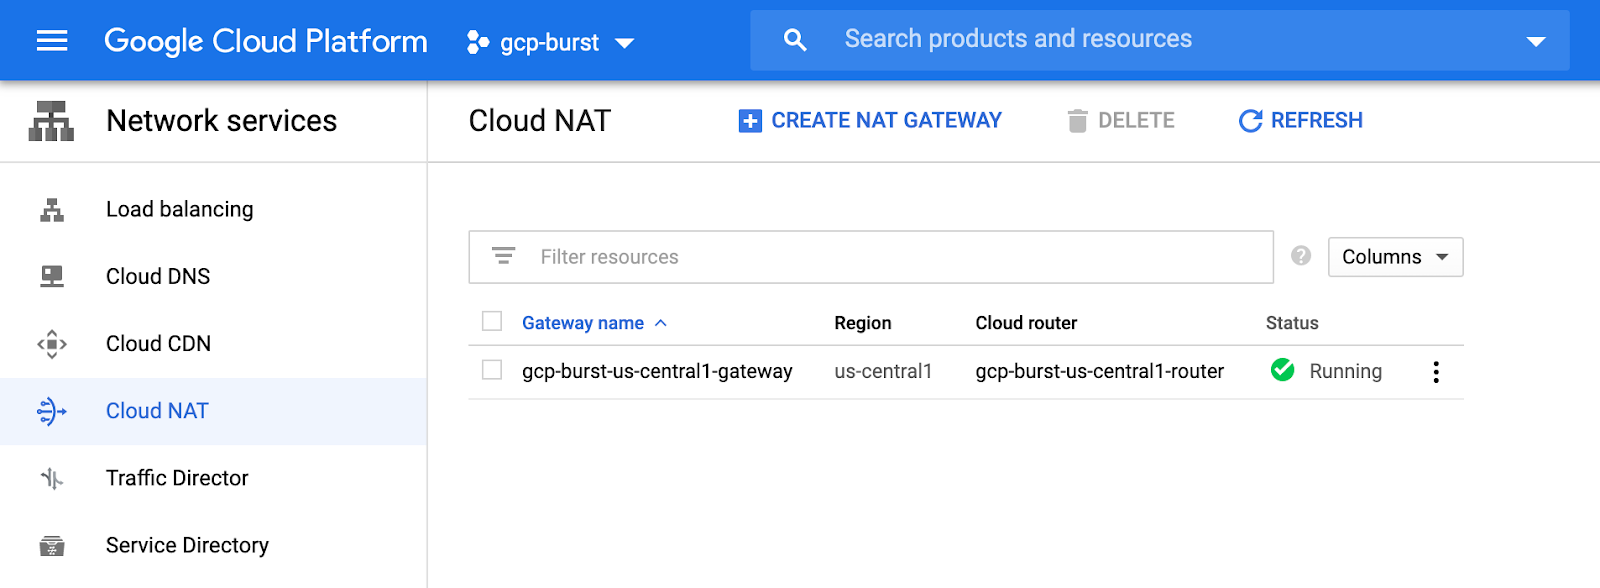 Google Cloud Platform gcp-burst Search products and resources
Network services Cloud NAT CREATE NAT GATEWAY DELETE REFRESH
Load balancing
Cloud DNS
Cloud CDN
Cloud NAT
Traffic Director
Service Directory
Filter resources ? Columns
Gateway name Region Cloud router Status
gcp-burst-us-central1-gateway us-central1 gcp-burst-us-central1-router Running